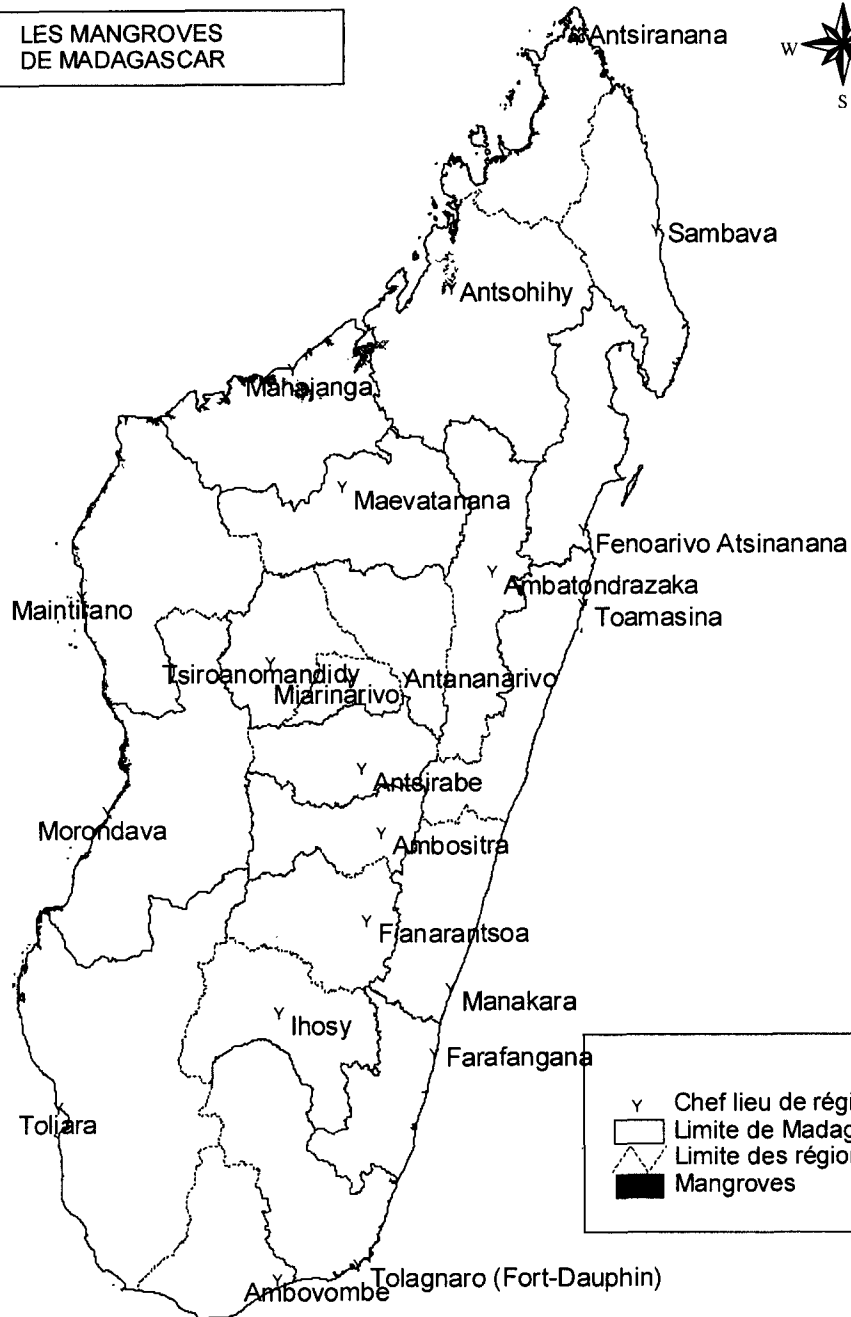 LES MANGROVES
DE MADAGASCAR
Antsiranana
W
S
Sambava
Antsohihy
Mahajanga
Maevatanana
Fenoarivo Atsinanana
Ambatondrazaka
Maintirano
Toamasina
Tsiroanomandidy
Miarinarivo
Antananarivo
Antsirabe
Morondava
Ambositra
Fianarantsoa
Manakara
Ihosy
Farafangana
Toliara
Chef lieu de régi
Limite de Madag
Limite des région
Mangroves
Tolagnaro (Fort-Dauphin)
Ambovombe